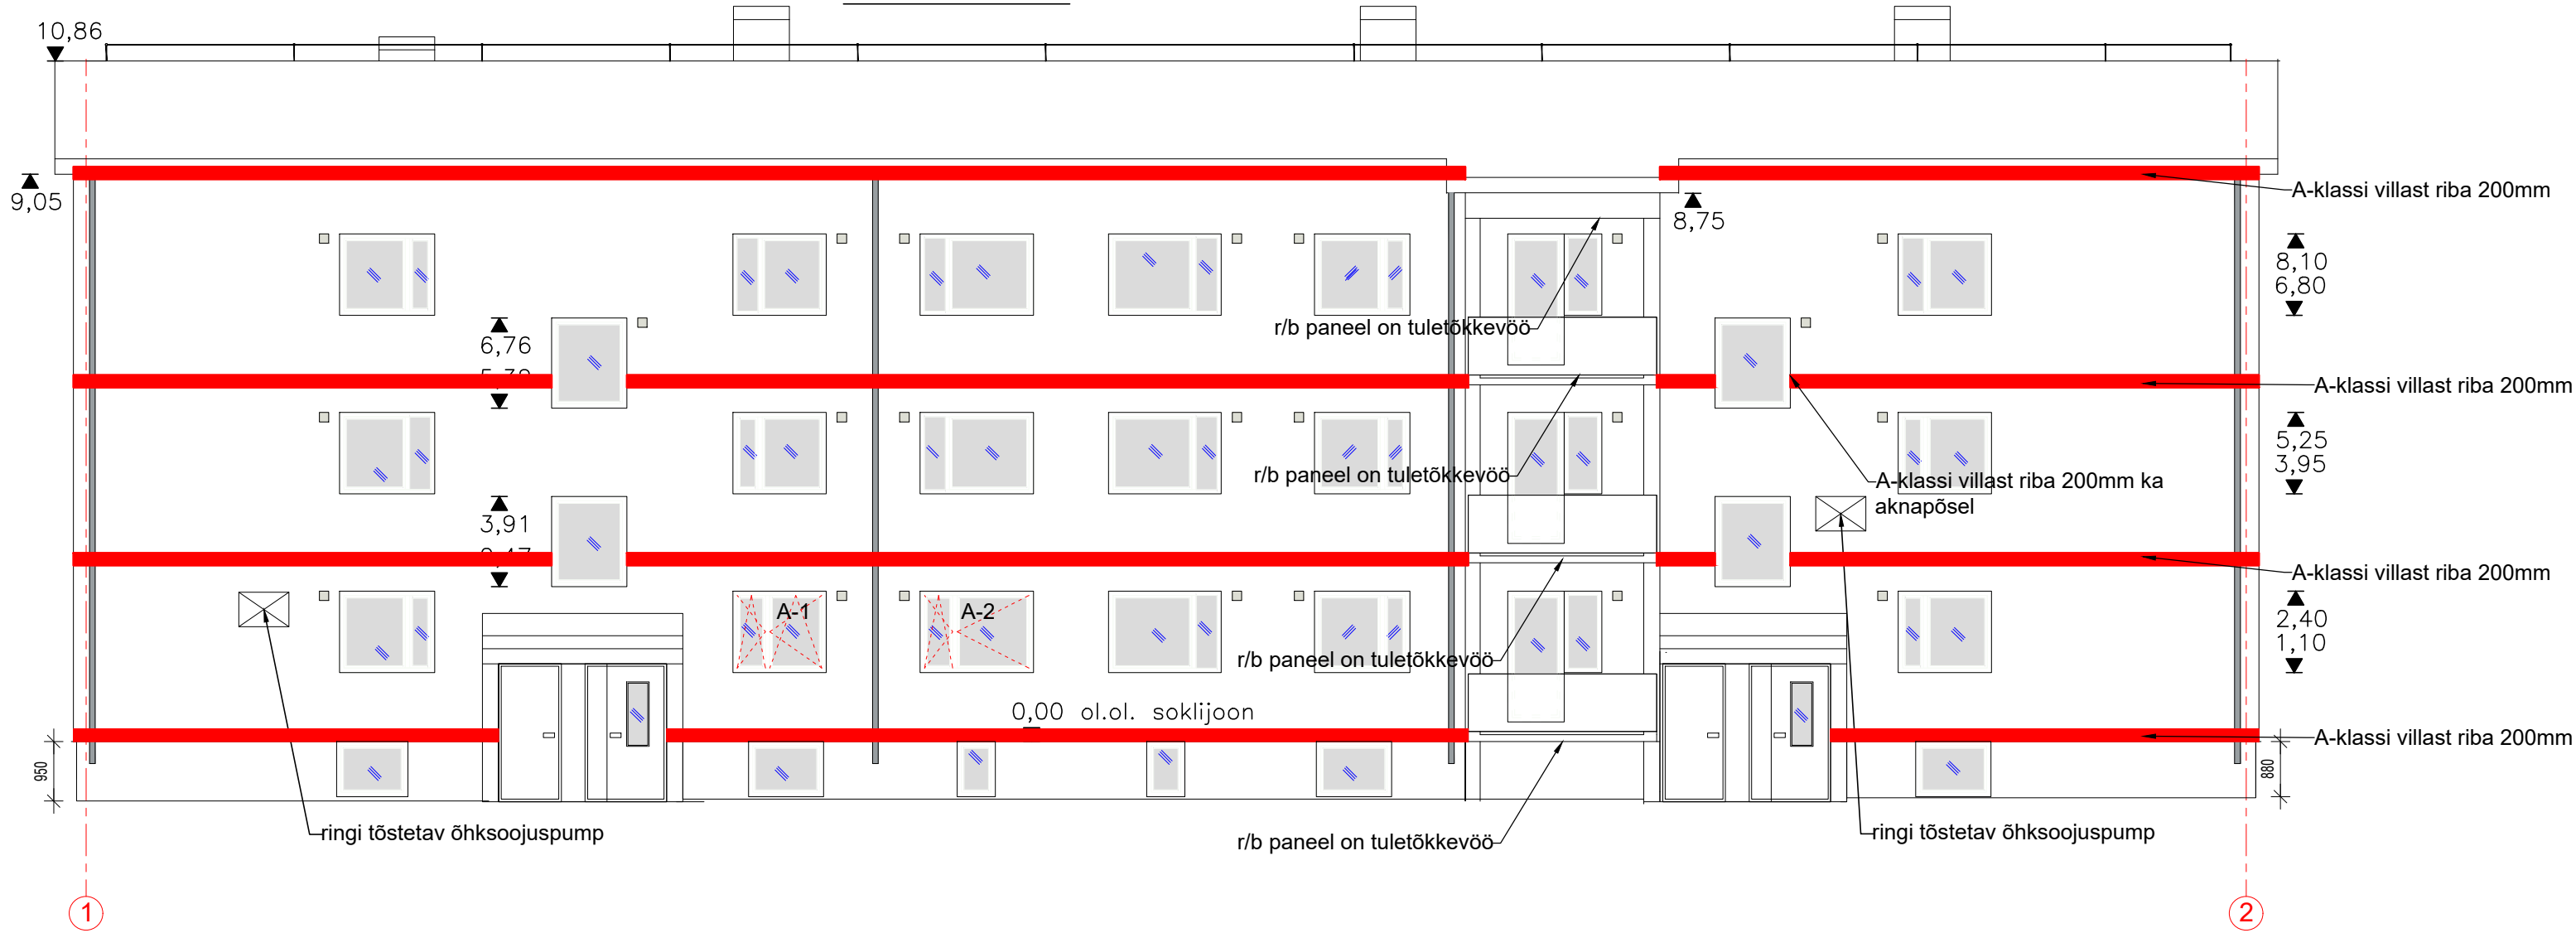 10,86
9,05
A-klassi villast riba 200mm
8,75
8,10
6,80
r/b paneel on tuletõkkevöö
6,76
A-klassi villast riba 200mm
5,25
3,95
r/b paneel on tuletõkkevöö
A-klassi villast riba 200mm ka
aknapõsel
3,91
A-klassi villast riba 200mm
A-1
A-2
2,40
1,10
r/b paneel on tuletõkkevöö
0,00 ol.ol. soklijoon
A-klassi villast riba 200mm
950
880
ringi tõstetav õhksoojuspump
r/b paneel on tuletõkkevöö
ringi tõstetav õhksoojuspump
1
2